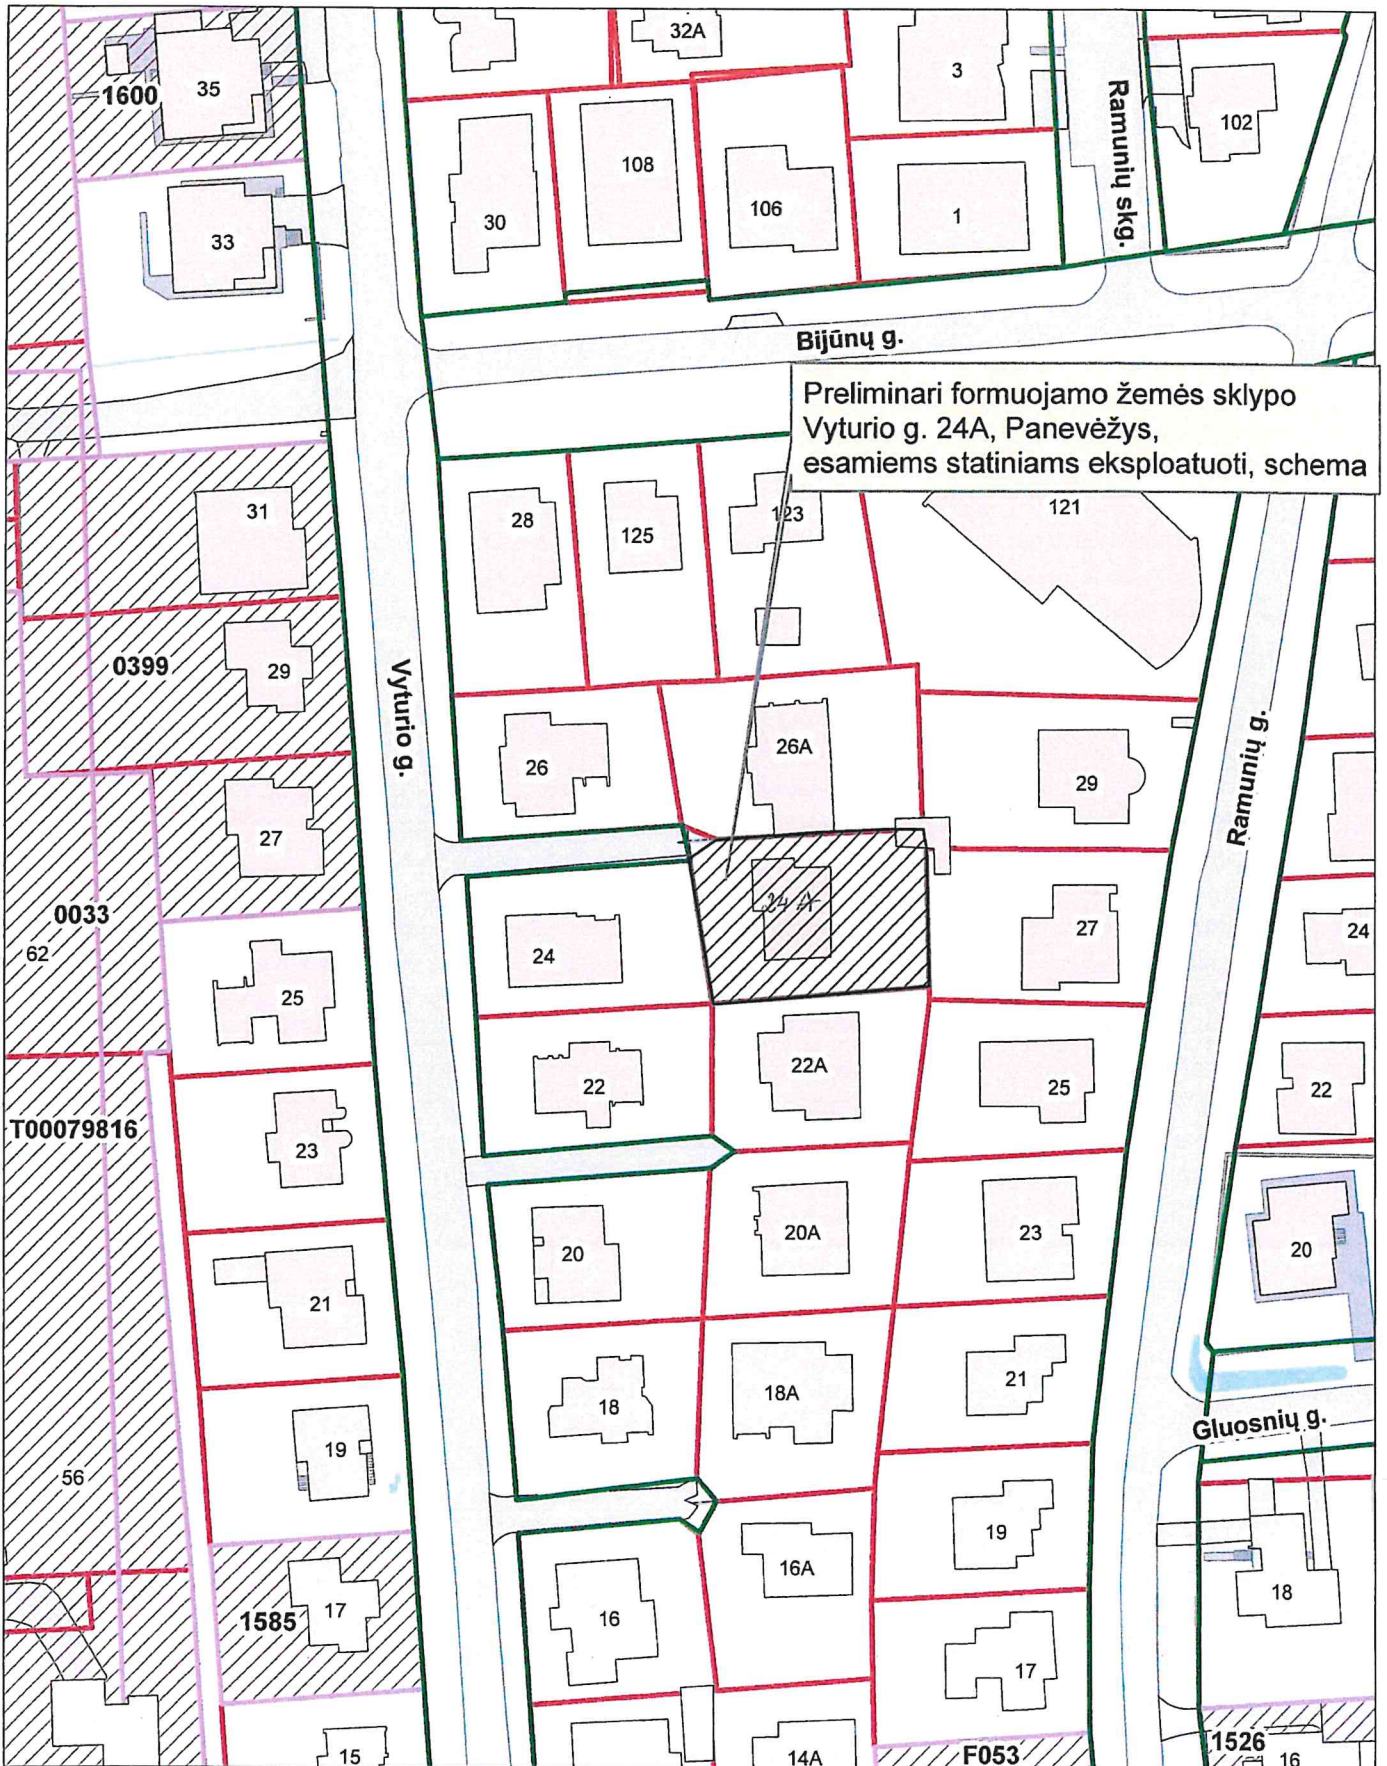 32A
35
1600
3
102
108
30
106
1
Ramunių skg.
33
Bijūnų g.
Preliminari formuojamo žemės sklypo
Vyturio g. 24A, Panevėžys,
esamiems statiniams eksploatuoti, schema
31
28
125
123
121
0399
29
Vyturio g.
26
26A
29
Ramunių g.
27
0033
62
24A
24
27
24
25
22
22A
25
22
T00079816
23
20
20A
23
20
21
18
18A
21
Gluosnių g.
19
56
19
16A
18
1585
17
16
17
15
14A
F053
1526
16